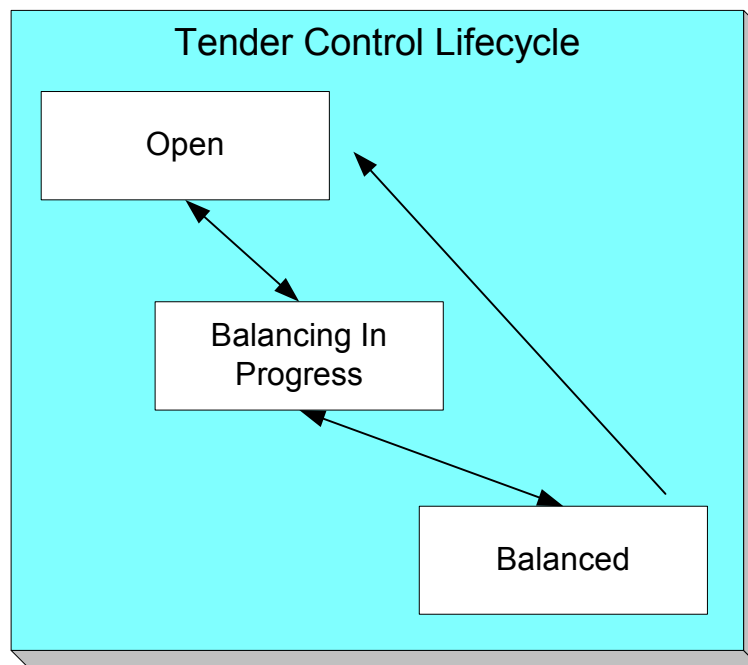 Tender Control Lifecycle
Open
Balancing In
Progress
Balanced